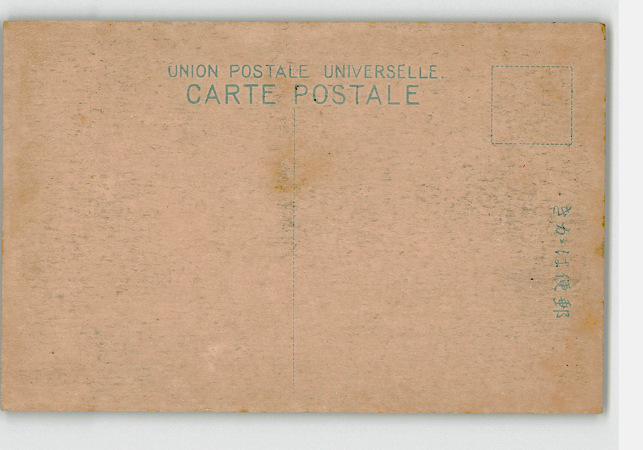 UNION POSTALE UNIVERSELLE.
CARTE POSTALE
きかは便郵